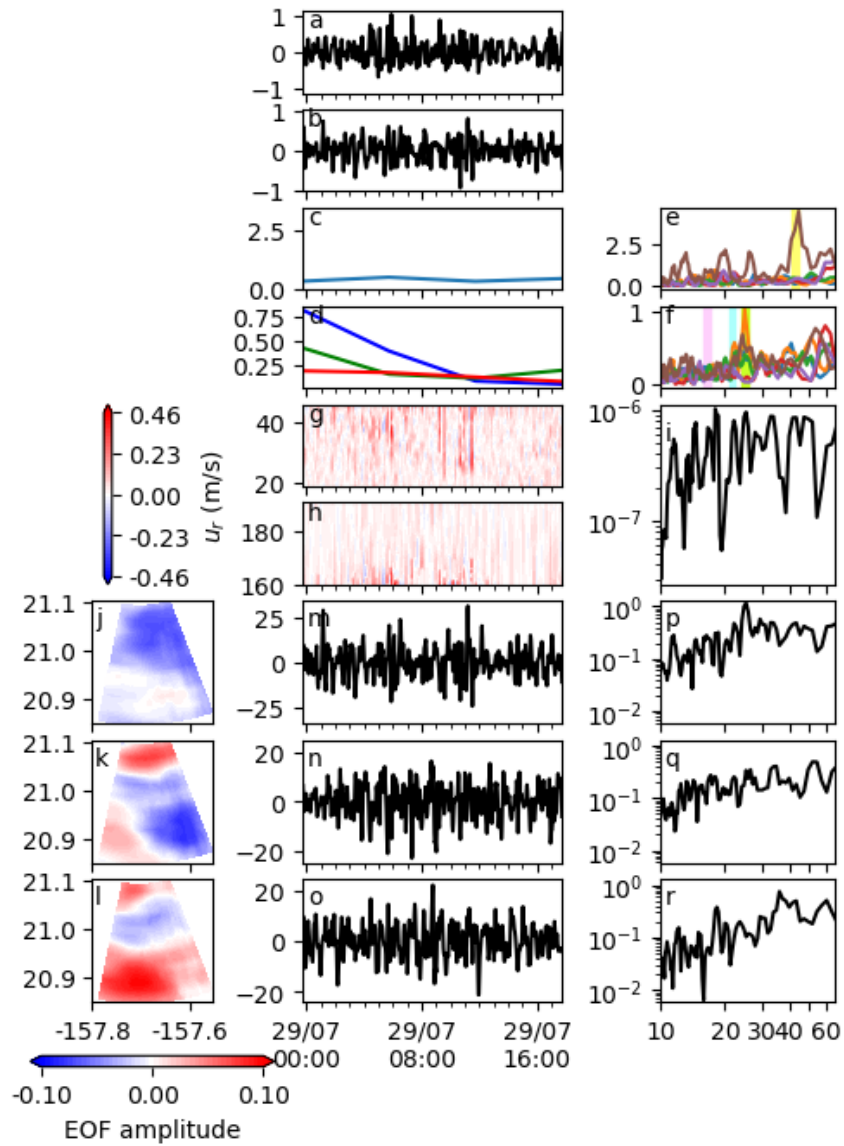 a
1
0
−1
b
1
0
−1
c
2.5
0.0
e
2.5
0.0
d
0.75
0.50
0.25
f
1
0
0.46
0.23
0.00
-0.23
-0.46
u_r (m/s)
g
40
20
h
180
160
i
10^−6
10^−7
j
21.1
21.0
20.9
m
25
0
−25
p
10^0
10^−1
10^−2
k
21.1
21.0
20.9
n
20
0
−20
q
10^0
10^−1
10^−2
l
21.1
21.0
20.9
o
20
0
−20
r
10^0
10^−1
10^−2
-157.8 -157.6
29/07 00:00
29/07 08:00
29/07 16:00
10 20 30 40 60
-0.10 0.00 0.10
EOF amplitude